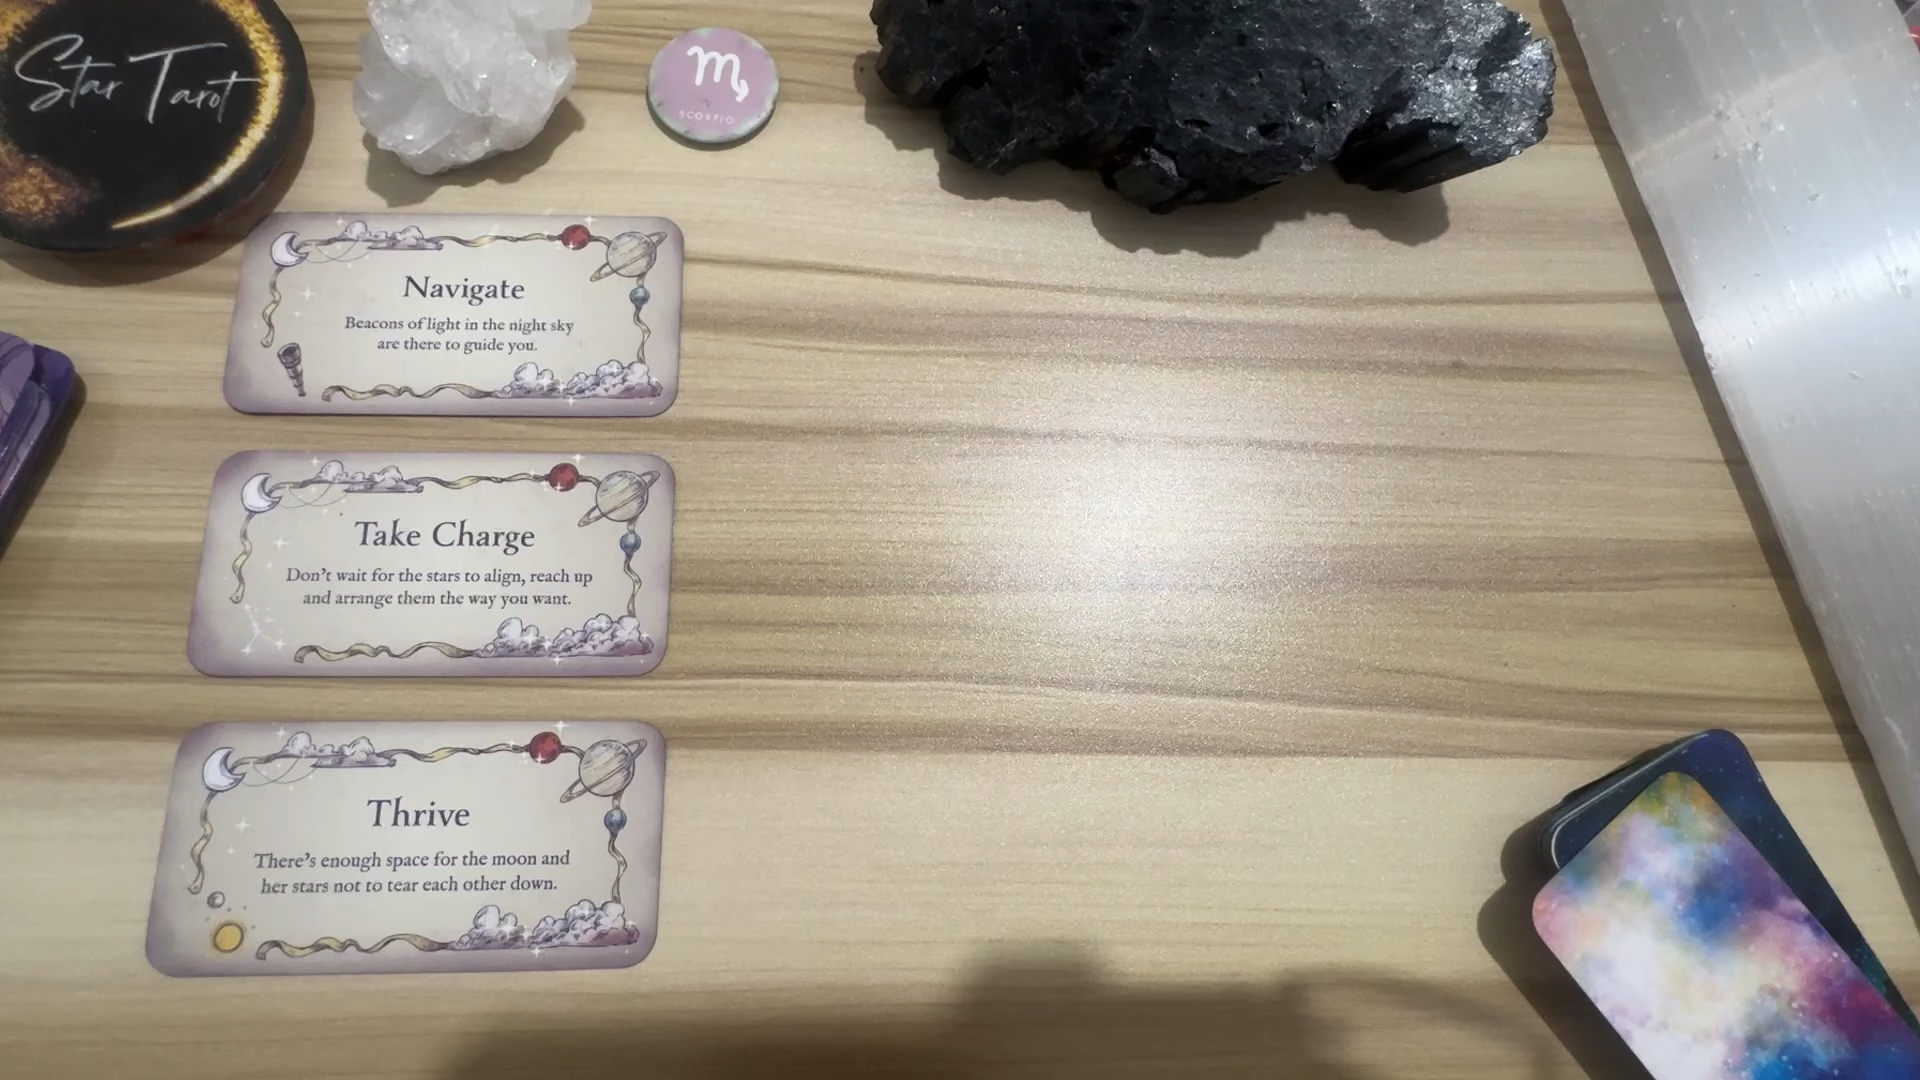 Star Tarot
SCORPIO
Navigate
Beacons of light in the night sky
are there to guide you.
Take Charge
Don't wait for the stars to align, reach up
and arrange them the way you want.
Thrive
There's enough space for the moon and
her stars not to tear each other down.